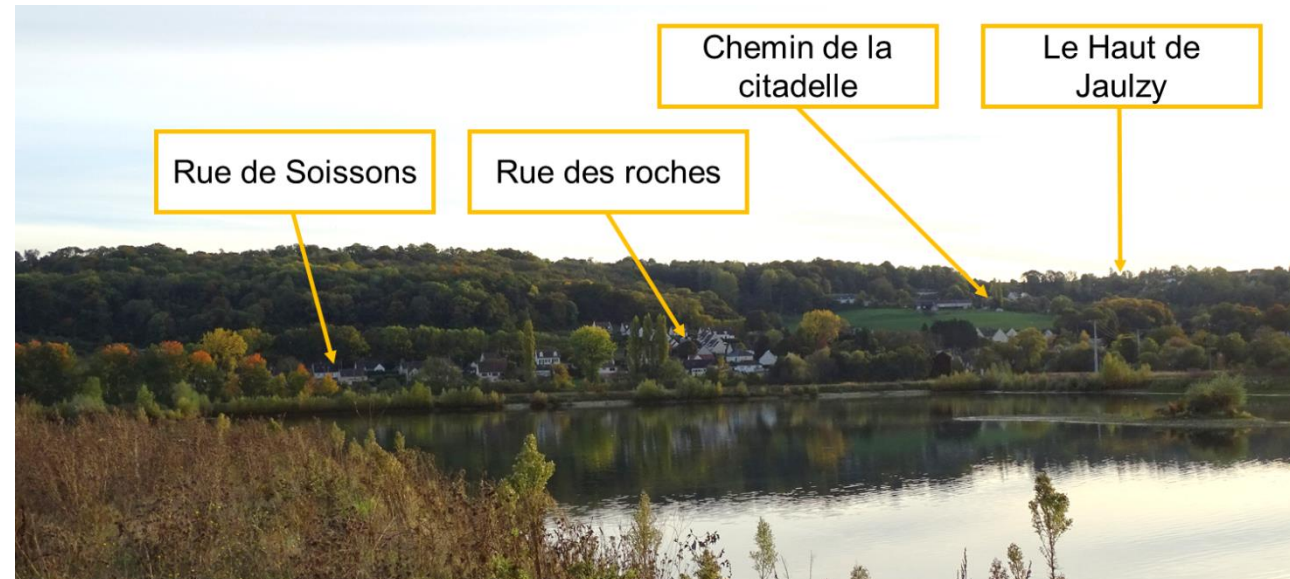 Rue de Soissons
Rue des roches
Chemin de la
citadelle
Le Haut de
Jaulzy